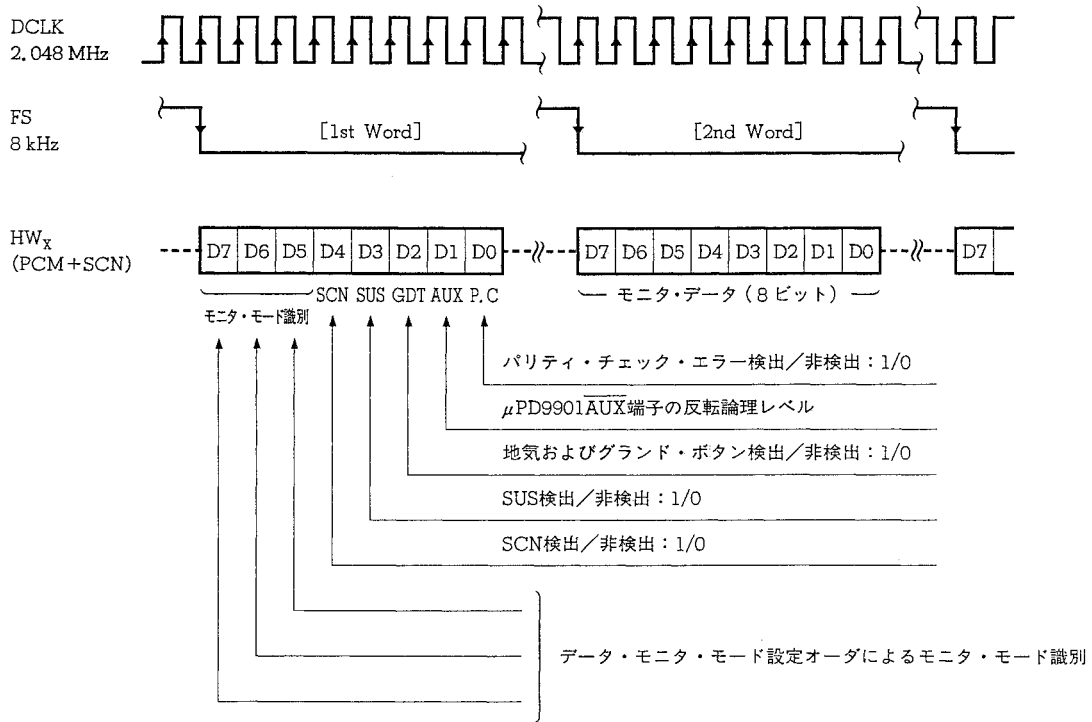 DCLK
2.048 MHz
FS
8 kHz
[1st Word]
[2nd Word]
HWX
(PCM+SCN)
D7 D6 D5 D4 D3 D2 D1 D0
D7 D6 D5 D4 D3 D2 D1 D0
D7
SCN SUS GDT AUX P.C
モニタ・モード識別
モニタ・データ(8ビット)
パリティ・チェック・エラー検出/非検出:1/0
μPD9901AUX端子の反転論理レベル
地気およびグランド・ボタン検出/非検出:1/0
SUS検出/非検出:1/0
SCN検出/非検出:1/0
データ・モニタ・モード設定オーダによるモニタ・モード識別